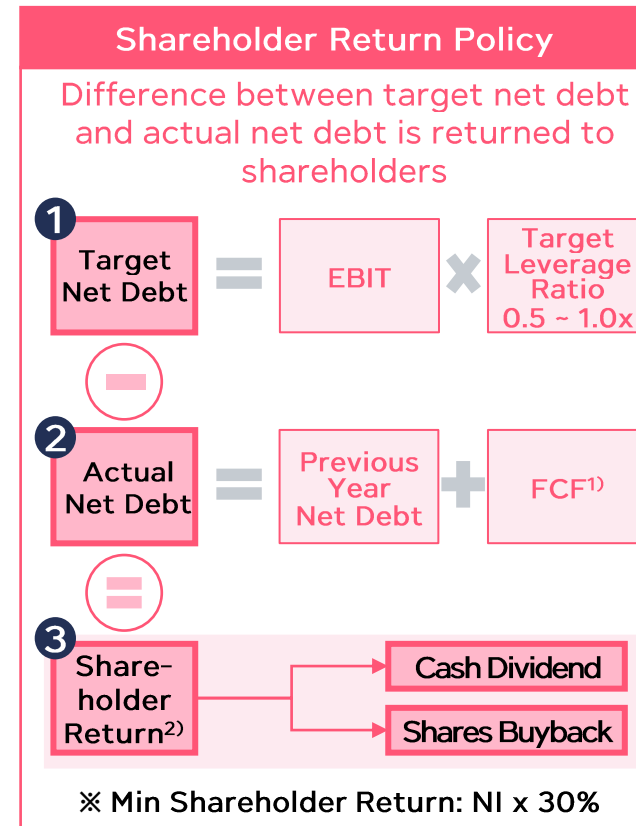 Shareholder Return Policy
Difference between target net debt
and actual net debt is returned to
shareholders
1
Target
Net Debt
=
EBIT
×
Target
Leverage
Ratio
0.5 ~ 1.0x
−
2
Actual
Net Debt
=
Previous
Year
Net Debt
+
FCF1)
=
3
Share-
holder
Return2)
Cash Dividend
Shares Buyback
※ Min Shareholder Return: NI x 30%